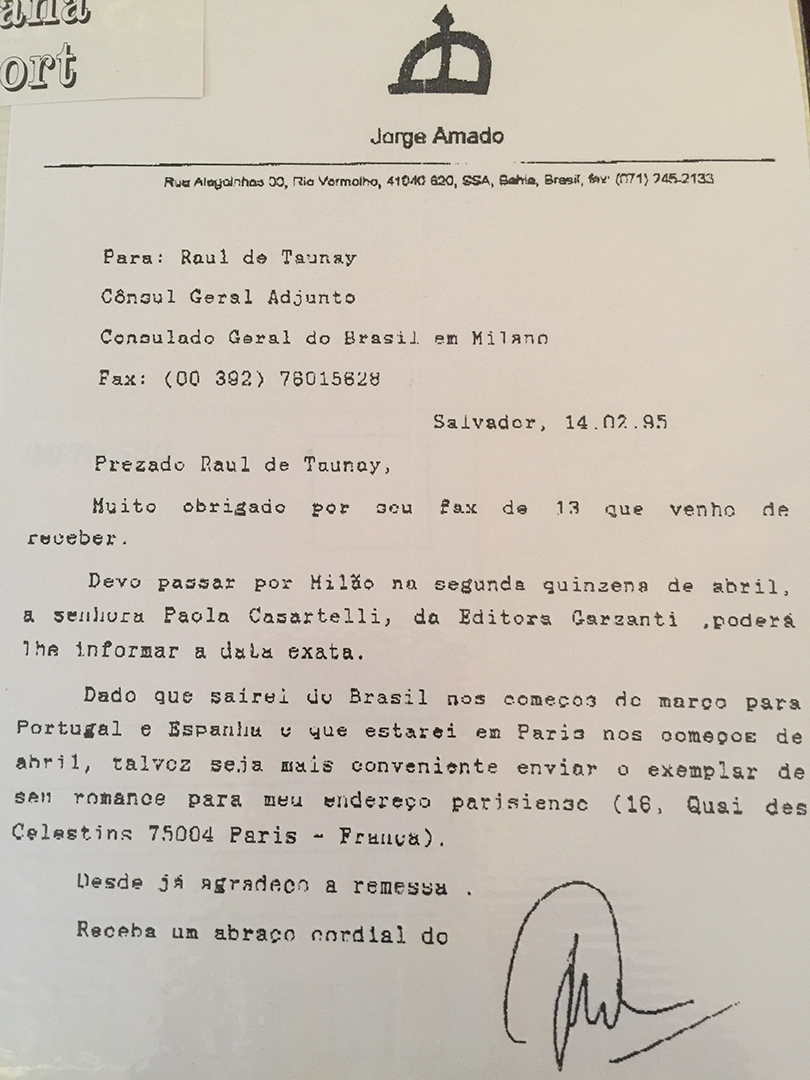 ana
ort
Jorge Amado
Rua Alagoinhas 33, Rio Vermelho, 41940 620, SSA, Bahia, Brasil, fax: (071) 245-2133
Para: Raul de Taunay
Cônsul Geral Adjunto
Consulado Geral do Brasil em Milano
Fax: (00 392) 76015628
Salvador, 14.02.95
Prezado Raul de Taunay,
Muito obrigado por seu fax de 13 que venho de
receber.
Devo passar por Milão na segunda quinzena de abril,
a senhora Paola Casartelli, da Editora Garzanti ,poderá
lhe informar a data exata.
Dado que sairei do Brasil nos começos de março para
Portugal e Espanha e que estarei em Paris nos começos de
abril, talvez seja mais conveniente enviar o exemplar de
seu romance para meu endereço parisiense (16, Quai des
Celestins 75004 Paris - França).
Desde já agradeço a remessa .
Receba um abraço cordial do